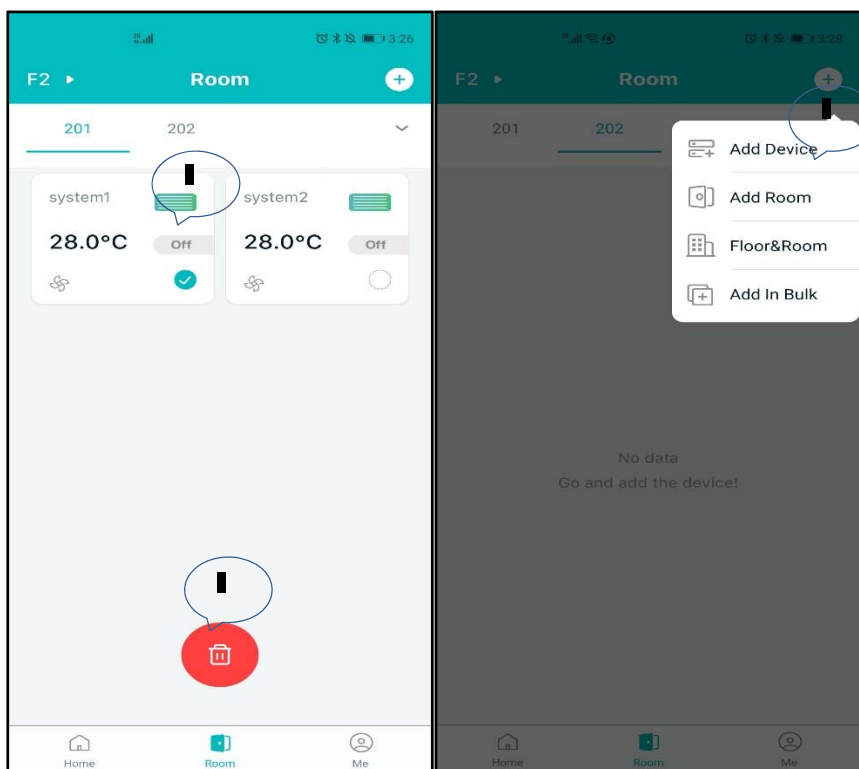 3:26
F2 Room
201 202
system1 system2
28.0°C Off 28.0°C Off
Home Room Me
3:28
F2 Room
201 202
Add Device
Add Room
Floor&Room
Add In Bulk
No data
Go and add the device!
Home Room Me